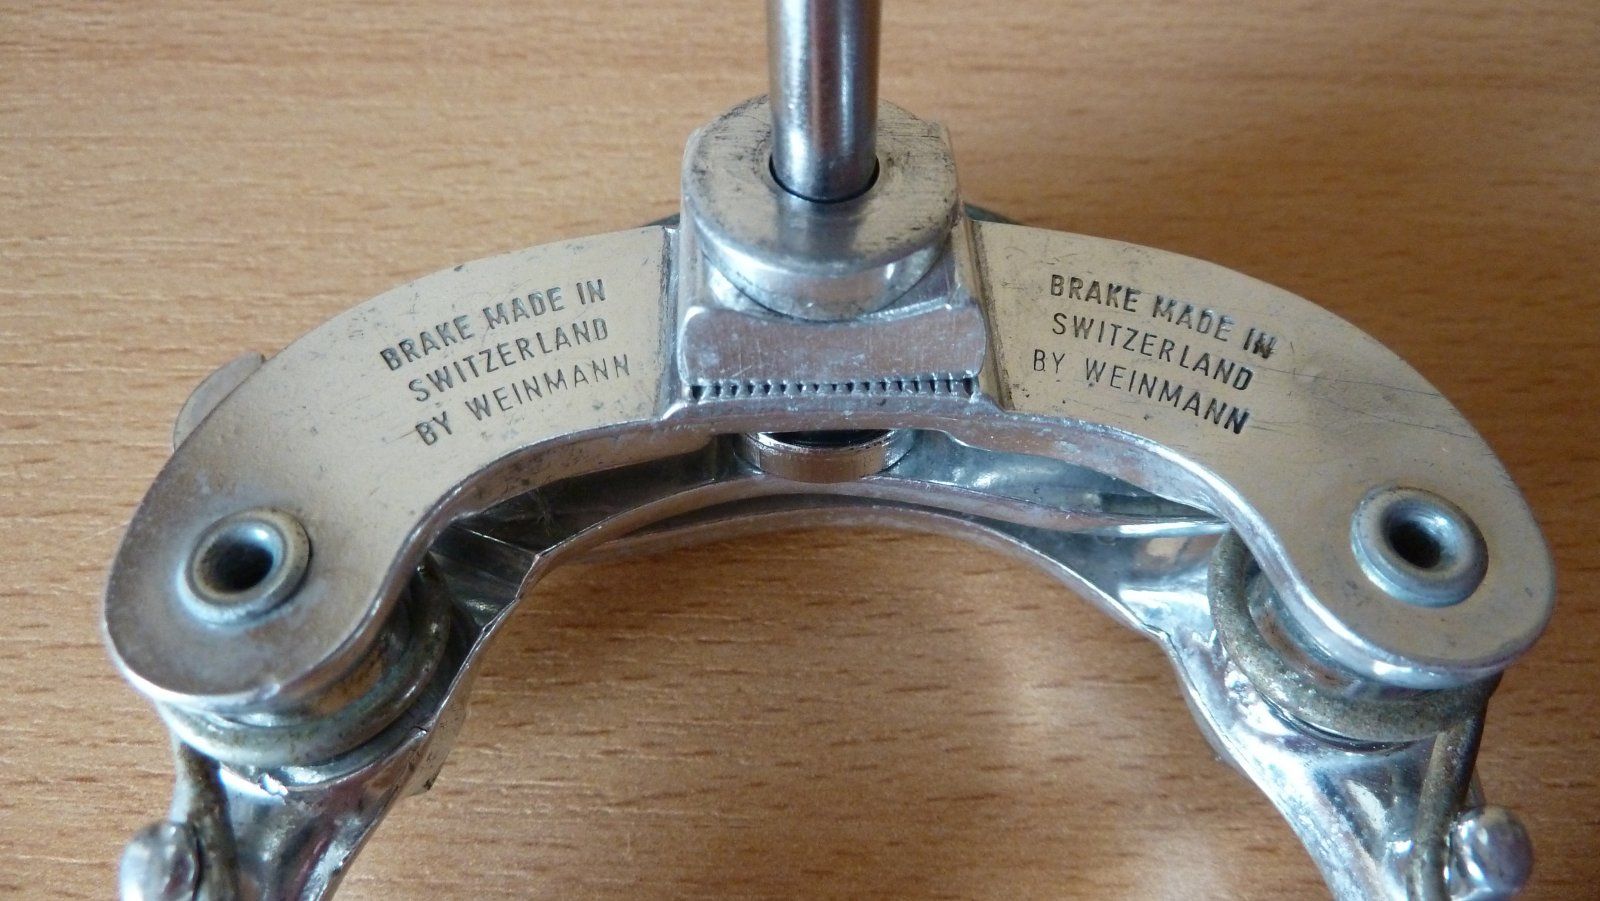 BRAKE MADE IN
SWITZERLAND
BY WEINMANN
BRAKE MADE IN
SWITZERLAND
BY WEINMANN